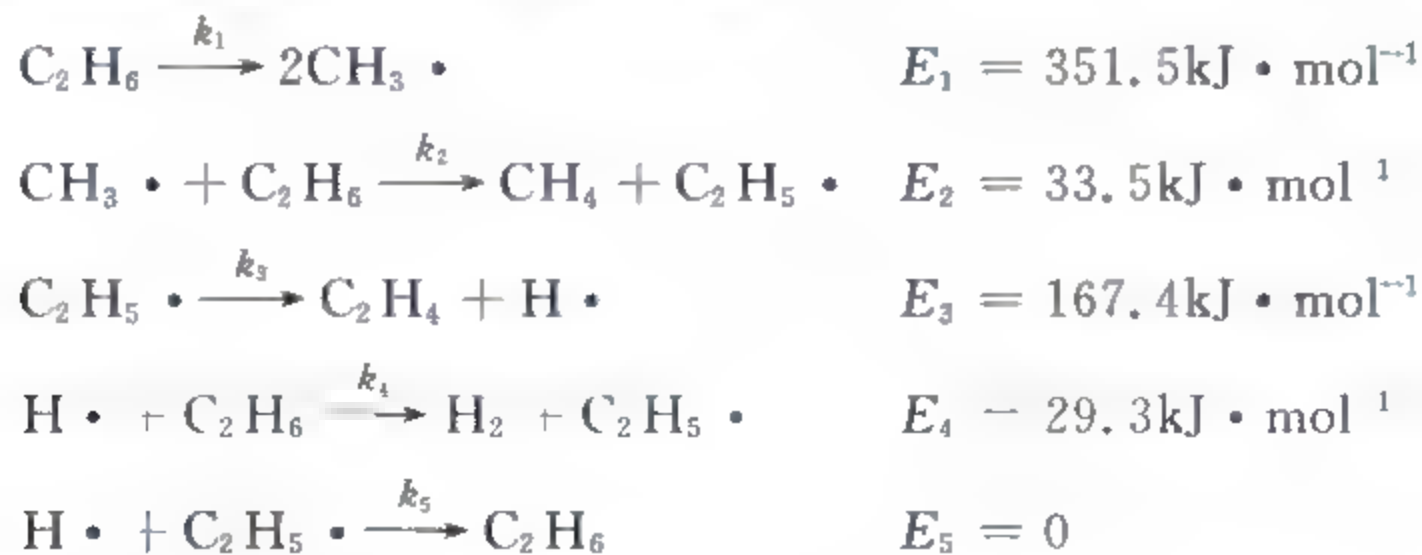 C₂H₆ —k₁→ 2CH₃• E₁ = 351.5kJ•mol⁻¹
CH₃• + C₂H₆ —k₂→ CH₄ + C₂H₅• E₂ = 33.5kJ•mol⁻¹
C₂H₅• —k₃→ C₂H₄ + H• E₃ = 167.4kJ•mol⁻¹
H• + C₂H₆ —k₄→ H₂ + C₂H₅• E₄ = 29.3kJ•mol⁻¹
H• + C₂H₅• —k₅→ C₂H₆ E₅ = 0